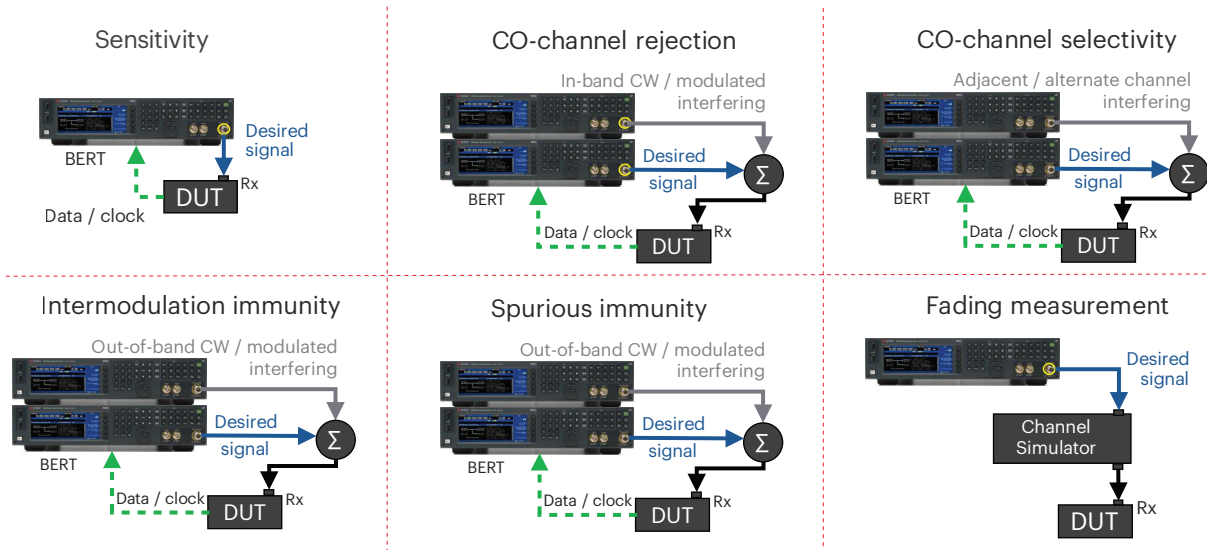 Sensitivity
Desired
signal
BERT
Rx
DUT
Data / clock
CO-channel rejection
In-band CW / modulated
interfering
Desired
signal
Σ
BERT
Data / clock
Rx
DUT
CO-channel selectivity
Adjacent / alternate channel
interfering
Desired
signal
Σ
BERT
Data / clock
Rx
DUT
Intermodulation immunity
Out-of-band CW / modulated
interfering
Desired
signal
Σ
BERT
Data / clock
Rx
DUT
Spurious immunity
Out-of-band CW / modulated
interfering
Desired
signal
Σ
BERT
Data / clock
Rx
DUT
Fading measurement
Desired
signal
Channel
Simulator
Rx
DUT